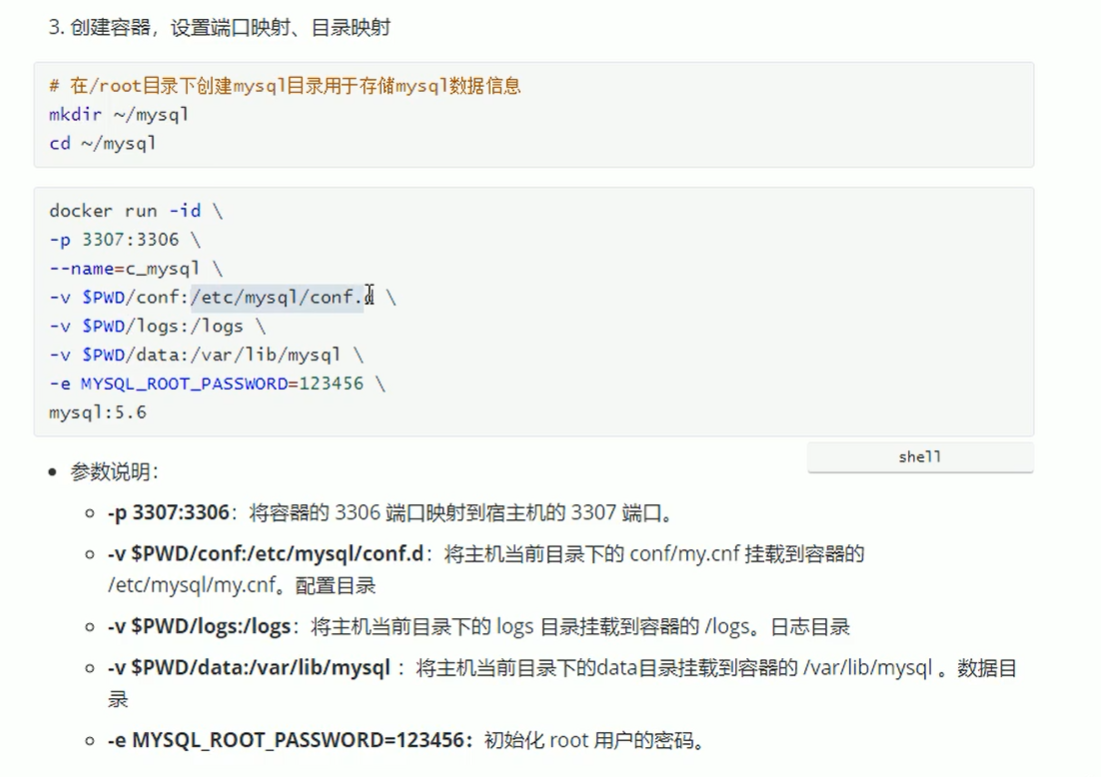 3. 创建容器，设置端口映射、目录映射
# 在/root目录下创建mysql目录用于存储mysql数据信息
mkdir ~/mysql
cd ~/mysql
docker run -id \
-p 3307:3306 \
--name=c_mysql \
-v $PWD/conf:/etc/mysql/conf.d \
-v $PWD/logs:/logs \
-v $PWD/data:/var/lib/mysql \
-e MYSQL_ROOT_PASSWORD=123456 \
mysql:5.6
shell
• 参数说明：
○ -p 3307:3306：将容器的 3306 端口映射到宿主机的 3307 端口。
○ -v $PWD/conf:/etc/mysql/conf.d：将主机当前目录下的 conf/my.cnf 挂载到容器的
/etc/mysql/my.cnf。配置目录
○ -v $PWD/logs:/logs：将主机当前目录下的 logs 目录挂载到容器的 /logs。日志目录
○ -v $PWD/data:/var/lib/mysql ：将主机当前目录下的data目录挂载到容器的 /var/lib/mysql 。数据目
录
○ -e MYSQL_ROOT_PASSWORD=123456：初始化 root 用户的密码。